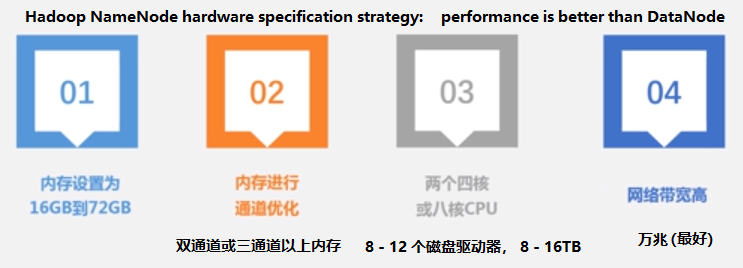 Hadoop NameNode hardware specification strategy: performance is better than DataNode
01
02
03
04
内存设置为
16GB到72GB
内存进行
通道优化
两个四核
或八核CPU
网络带宽高
双通道或三通道以上内存
8 - 12 个磁盘驱动器， 8 - 16TB
万兆 (最好)